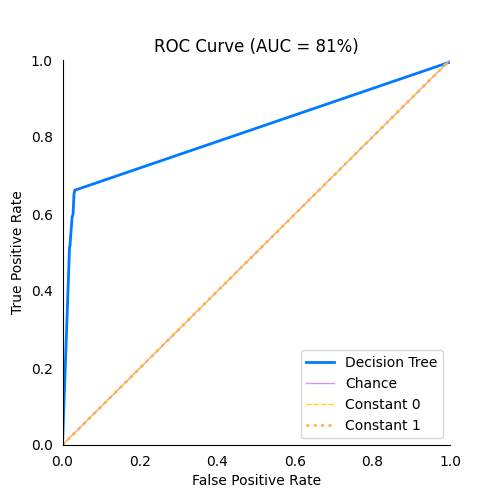 ROC Curve (AUC = 81%)
1.0
0.8
0.6
0.4
0.2
0.0
True Positive Rate
Decision Tree
Chance
Constant 0
Constant 1
0.0 0.2 0.4 0.6 0.8 1.0
False Positive Rate